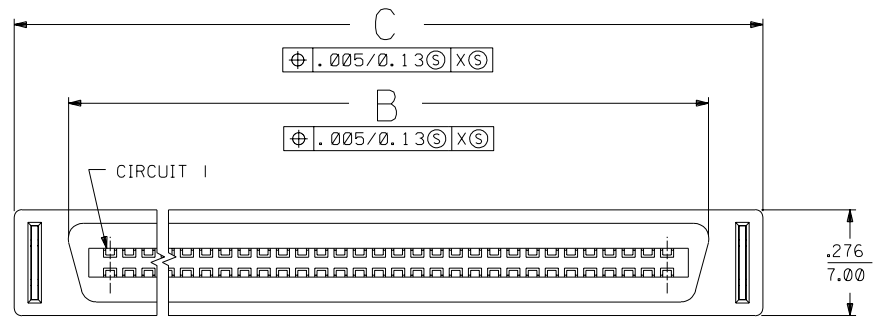 C
⌖ .005/0.13Ⓢ XⓈ
B
⌖ .005/0.13Ⓢ XⓈ
CIRCUIT 1
.276
7.00